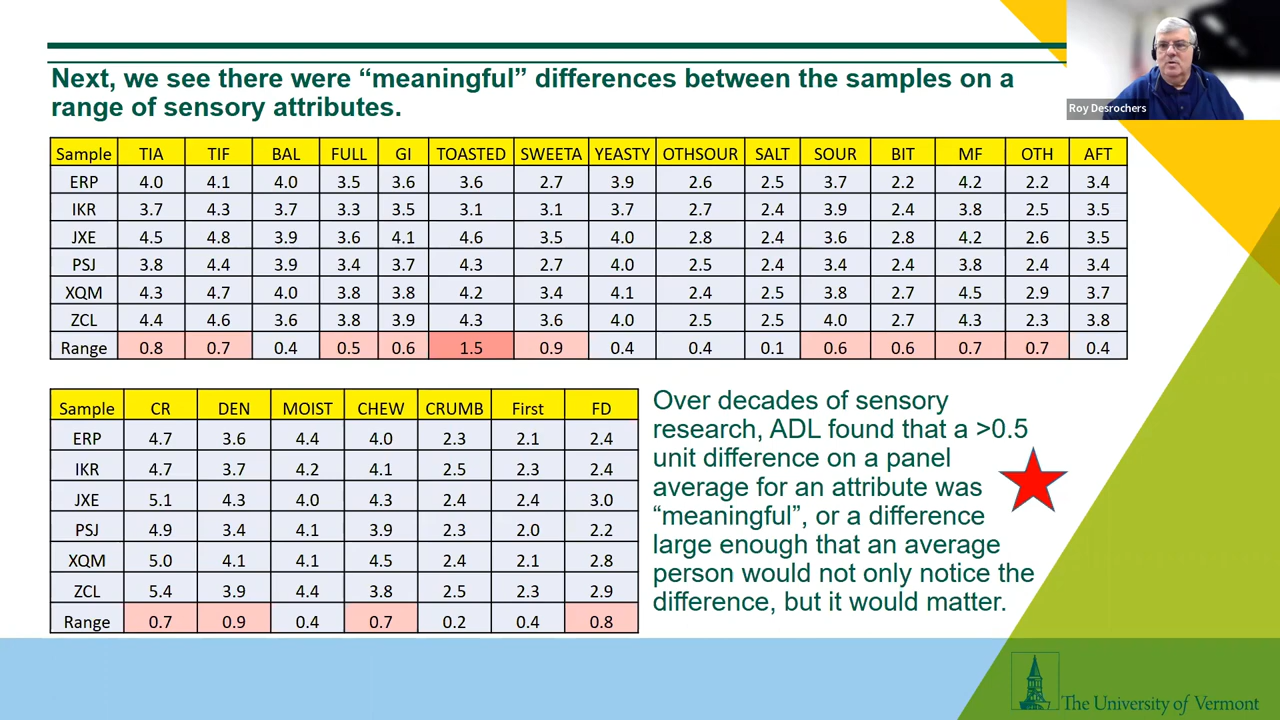 Next, we see there were “meaningful” differences between the samples on a
range of sensory attributes.
Roy Desrochers
Sample TIA TIF BAL FULL GI TOASTED SWEETA YEASTY OTHSOUR SALT SOUR BIT MF OTH AFT
ERP 4.0 4.1 4.0 3.5 3.6 3.6 2.7 3.9 2.6 2.5 3.7 2.2 4.2 2.2 3.4
IKR 3.7 4.3 3.7 3.3 3.5 3.1 3.1 3.7 2.7 2.4 3.9 2.4 3.8 2.5 3.5
JXE 4.5 4.8 3.9 3.6 4.1 4.6 3.5 4.0 2.8 2.4 3.6 2.8 4.2 2.6 3.5
PSJ 3.8 4.4 3.9 3.4 3.7 4.3 2.7 4.0 2.5 2.4 3.4 2.4 3.8 2.4 3.4
XQM 4.3 4.7 4.0 3.8 3.8 4.2 3.4 4.1 2.4 2.5 3.8 2.7 4.5 2.9 3.7
ZCL 4.4 4.6 3.6 3.8 3.9 4.3 3.6 4.0 2.5 2.5 4.0 2.7 4.3 2.3 3.8
Range 0.8 0.7 0.4 0.5 0.6 1.5 0.9 0.4 0.4 0.1 0.6 0.6 0.7 0.7 0.4
Sample CR DEN MOIST CHEW CRUMB First FD
ERP 4.7 3.6 4.4 4.0 2.3 2.1 2.4
IKR 4.7 3.7 4.2 4.1 2.5 2.3 2.4
JXE 5.1 4.3 4.0 4.3 2.4 2.4 3.0
PSJ 4.9 3.4 4.1 3.9 2.3 2.0 2.2
XQM 5.0 4.1 4.1 4.5 2.4 2.1 2.8
ZCL 5.4 3.9 4.4 3.8 2.5 2.3 2.9
Range 0.7 0.9 0.4 0.7 0.2 0.4 0.8
Over decades of sensory
research, ADL found that a >0.5
unit difference on a panel
average for an attribute was
“meaningful”, or a difference
large enough that an average
person would not only notice the
difference, but it would matter.
The University of Vermont